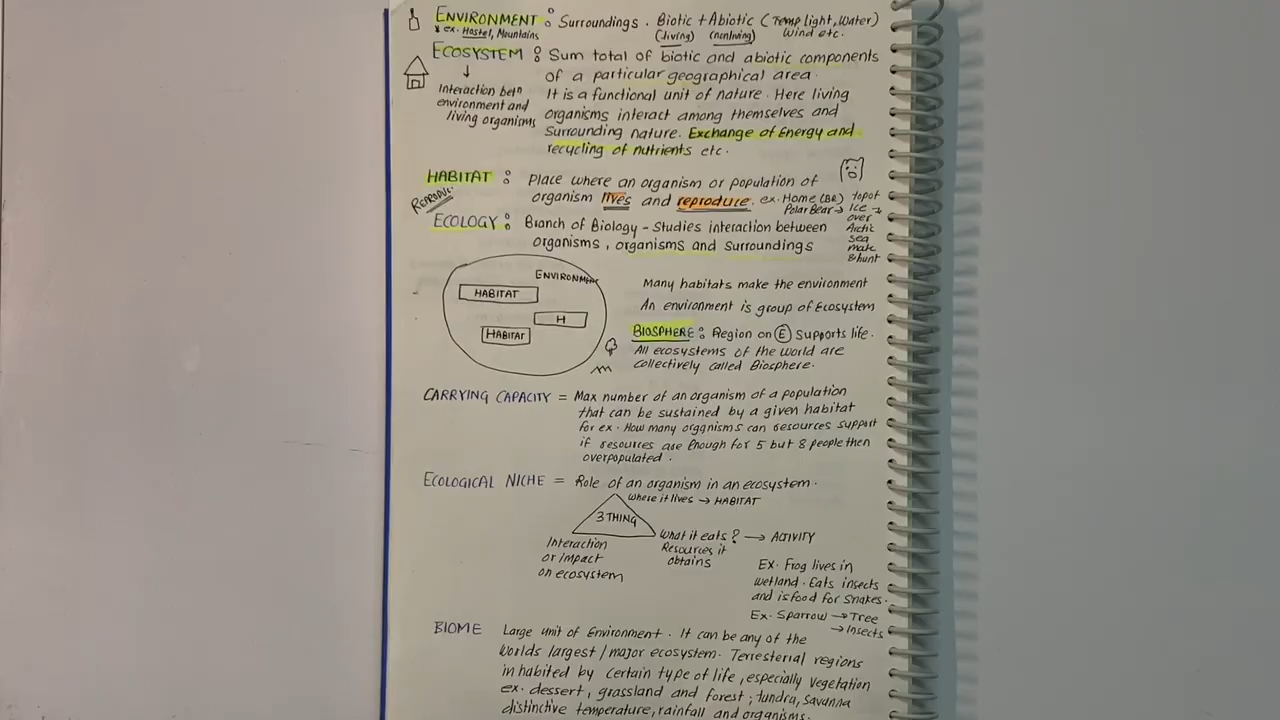 ENVIRONMENT : Surroundings . Biotic + Abiotic (Temp light, Water)
ex. Hostel, Mountains (living) (nonliving) Wind etc.
ECOSYSTEM : Sum total of biotic and abiotic components
of a particular geographical area.
↓
Interaction betn
environment and
living organisms
It is a functional unit of nature. Here living
organisms interact among themselves and
Surrounding nature. Exchange of Energy and
recycling of nutrients etc.
HABITAT : Place where an organism or population of
organism lives and reproduce. ex. Home (BR)
Polar Bear →
topot
Ice →
over
Arctic
sea
mate
& hunt
ECOLOGY : Branch of Biology - Studies interaction between
organisms, organisms and Surroundings
ENVIRONMENT
HABITAT
H
HABITAT
Many habitats make the environment
An environment is group of Ecosystem
BIOSPHERE : Region on E Supports life.
All ecosystems of the world are
collectively called Biosphere.
CARRYING CAPACITY = Max number of an organism of a population
that can be sustained by a given habitat
for ex. How many organisms can resources support
if resources are Enough for 5 but 8 people then
overpopulated.
ECOLOGICAL NICHE = Role of an organism in an ecosystem.
where it lives → HABITAT
3 THING
What it eats ? → ACTIVITY
Resources it
obtains
Interaction
or impact
on ecosystem
EX. Frog lives in
wetland. Eats insects
and is food for Snakes.
Ex. Sparrow → Tree
→ Insects
BIOME Large unit of Environment. It can be any of the
worlds largest / major ecosystem. Terresterial regions
in habited by certain type of life, especially vegetation
ex. dessert, grassland and forest; tundra, savanna
distinctive temperature, rainfall and organisms.